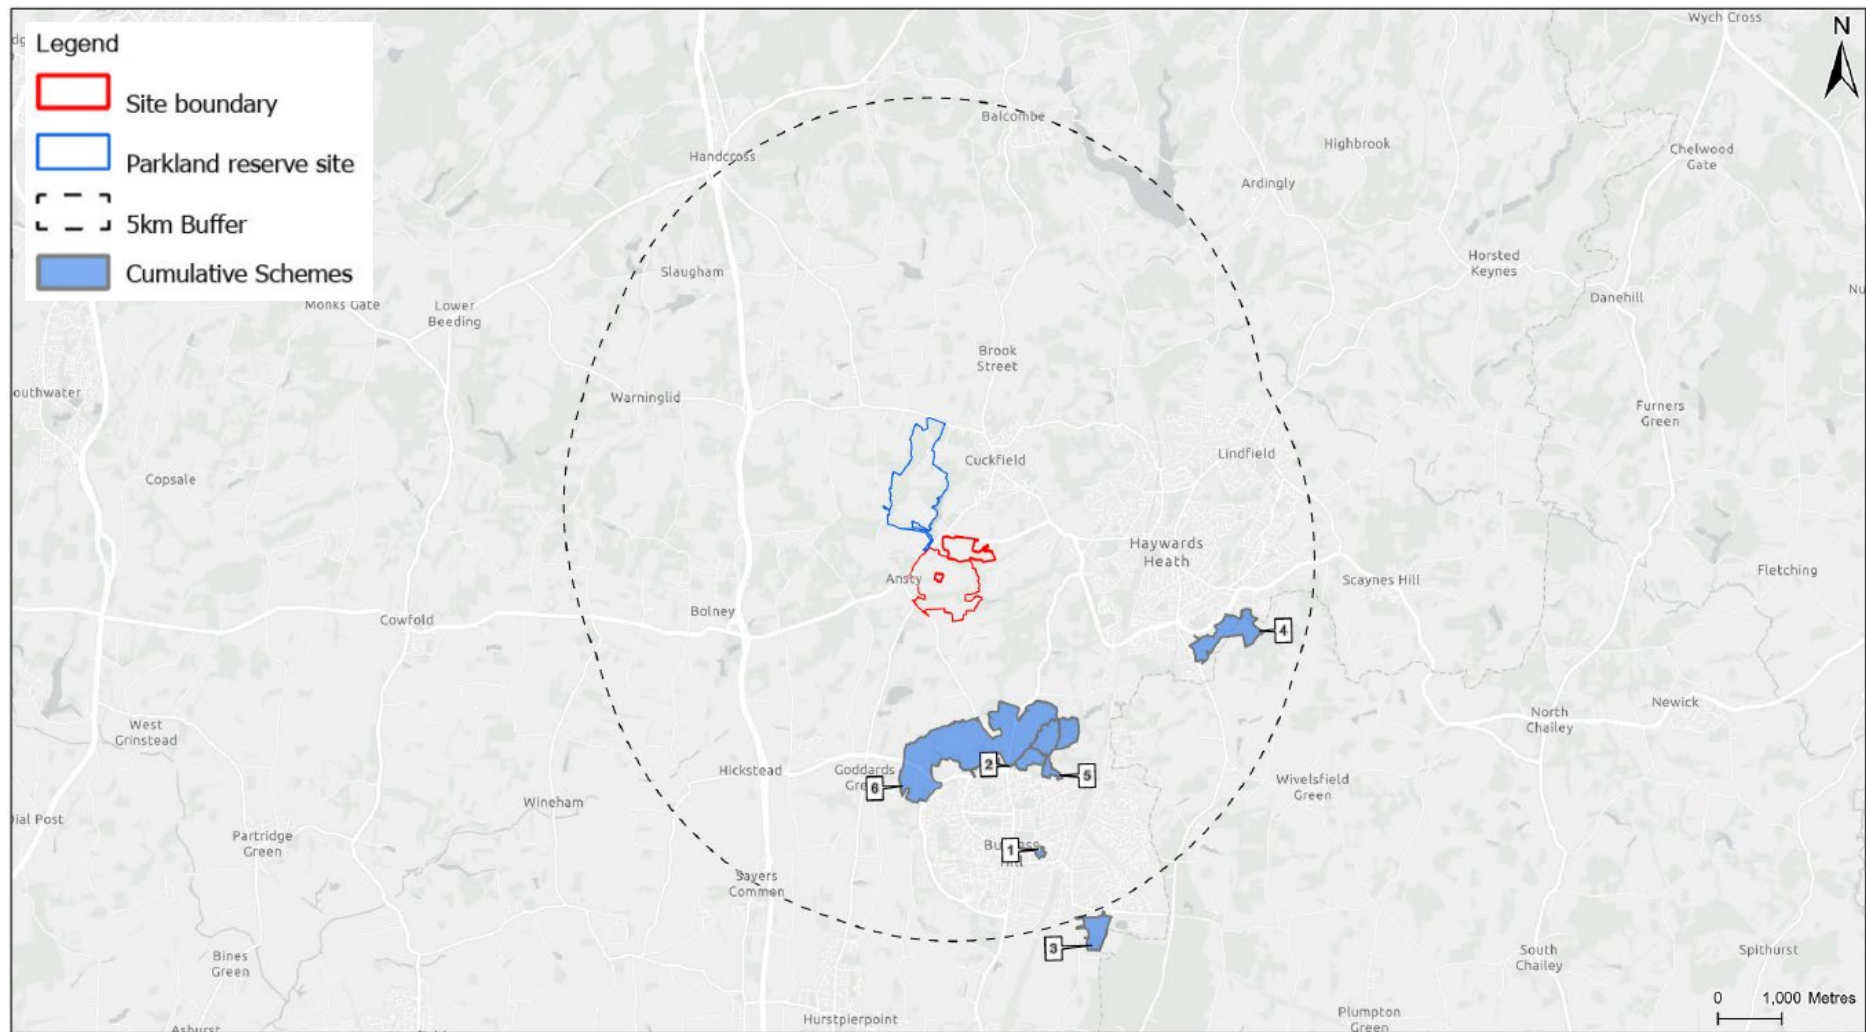 Wych Cross
Legend
N
Site boundary
Balcombe
Highbrook
Chelwood
Gate
Handcross
Parkland reserve site
Ardingly
5km Buffer
Horsted
Keynes
Slaugham
Cumulative Schemes
Danehill
Nu
Monks Gate
Lower
Beeding
Brook
Street
outhwater
Warninglid
Furners
Green
Lindfield
Cuckfield
Copsale
Haywards
Heath
Fletching
Ansty
Scaynes Hill
Bolney
Cowfold
4
Newick
North
Chailey
West
Grinstead
2
Hickstead
Goddards
5
Wivelsfield
Green
6
Wineham
ial Post
Partridge
Green
1
Sayers
Common
3
South
Chailey
Spithurst
Bines
Green
0 1,000 Metres
Plumpton
Green
Hurstpierpoint
Ashurst